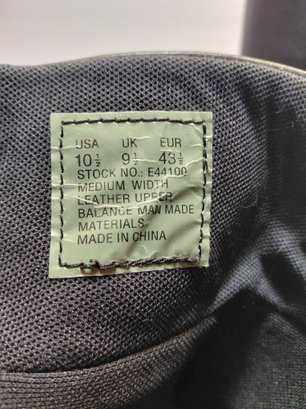 USA UK EUR
10½ 9½ 43½
STOCK NO.: E44100
MEDIUM WIDTH
LEATHER UPPER
BALANCE MAN MADE
MATERIALS
MADE IN CHINA